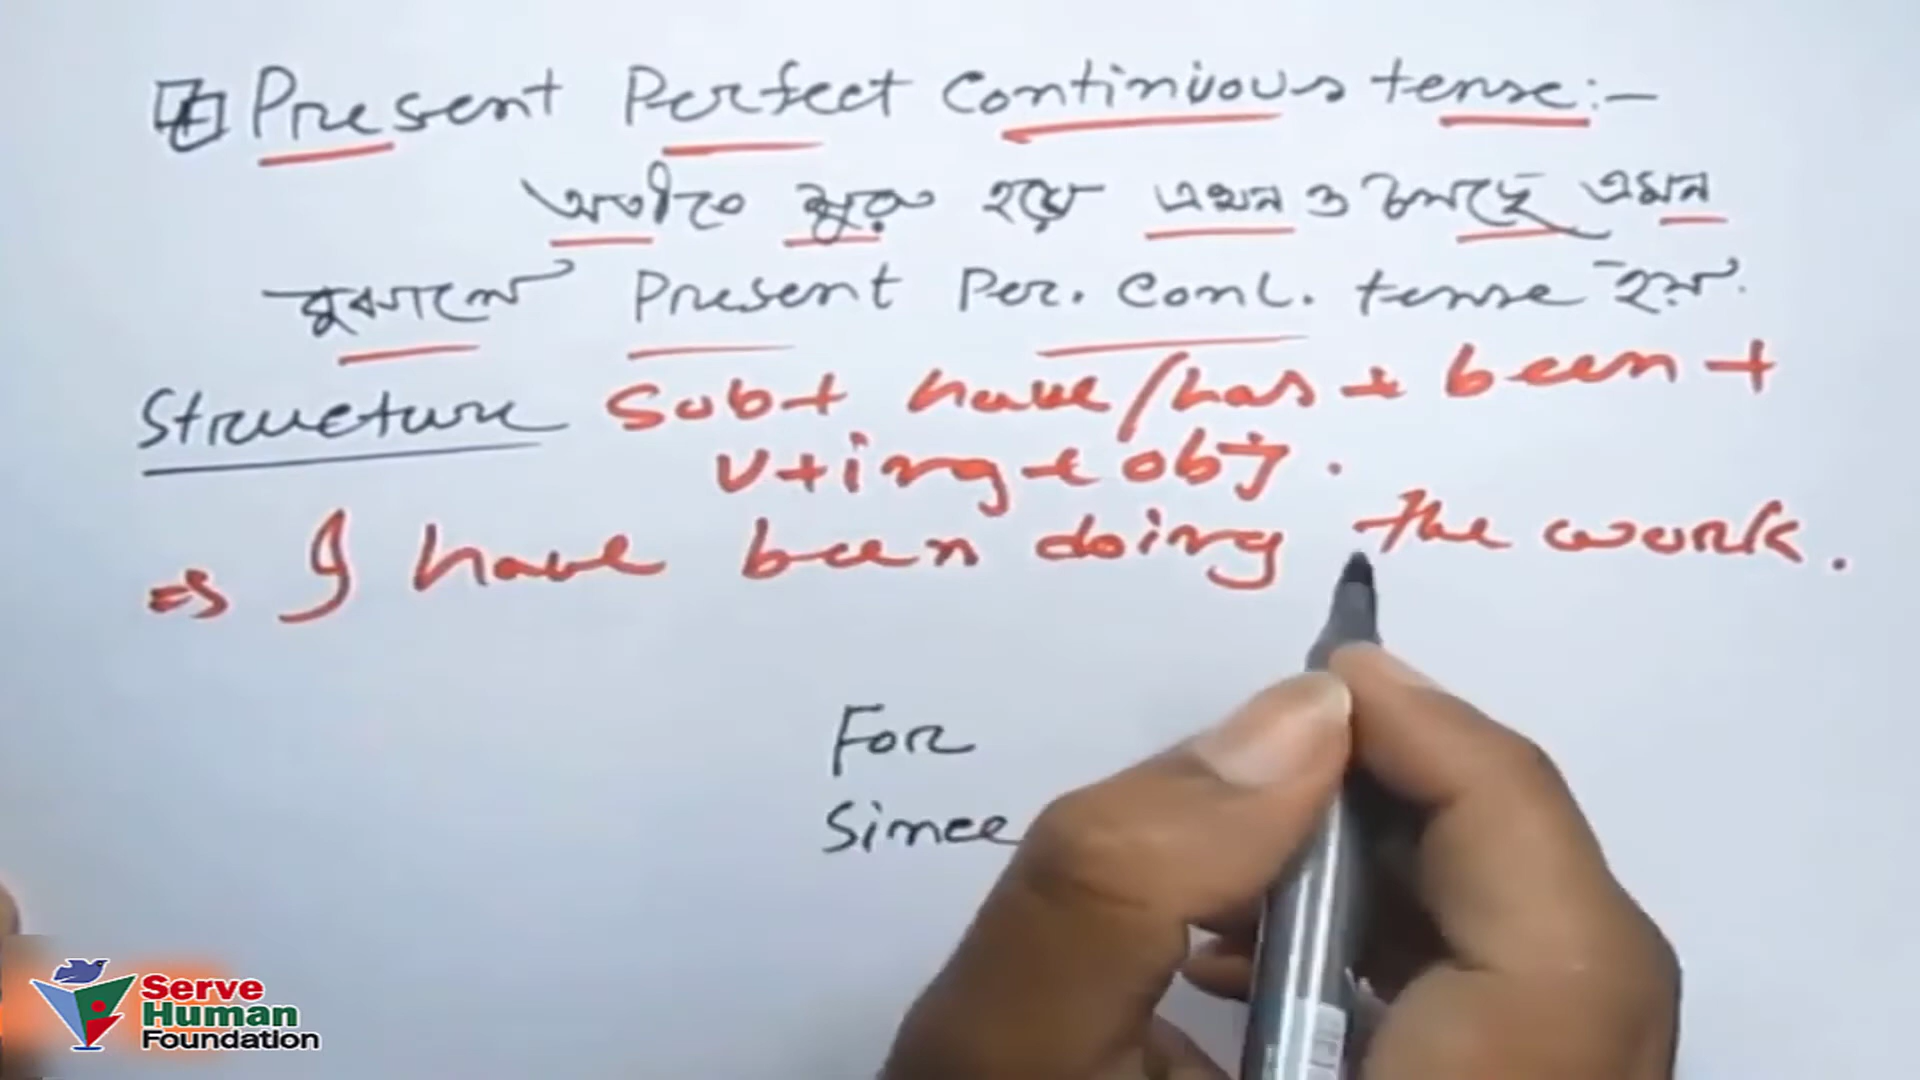 Present Perfect Continuous tense:-
অতীতে শুরু হয়ে এখন ও চলছে এমন
বুঝালে Present Per. Cont. tense হয়.
Structure Sub+ have/has + been +
v+ing+obj.
⇒ I have been doing the work.
For
Since
Serve
Human
Foundation